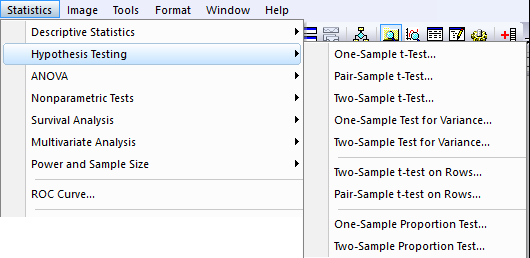 Statistics Image Tools Format Window Help
Descriptive Statistics
Hypothesis Testing
ANOVA
Nonparametric Tests
Survival Analysis
Multivariate Analysis
Power and Sample Size
ROC Curve...
One-Sample t-Test...
Pair-Sample t-Test...
Two-Sample t-Test...
One-Sample Test for Variance...
Two-Sample Test for Variance...
Two-Sample t-test on Rows...
Pair-Sample t-test on Rows...
One-Sample Proportion Test...
Two-Sample Proportion Test...